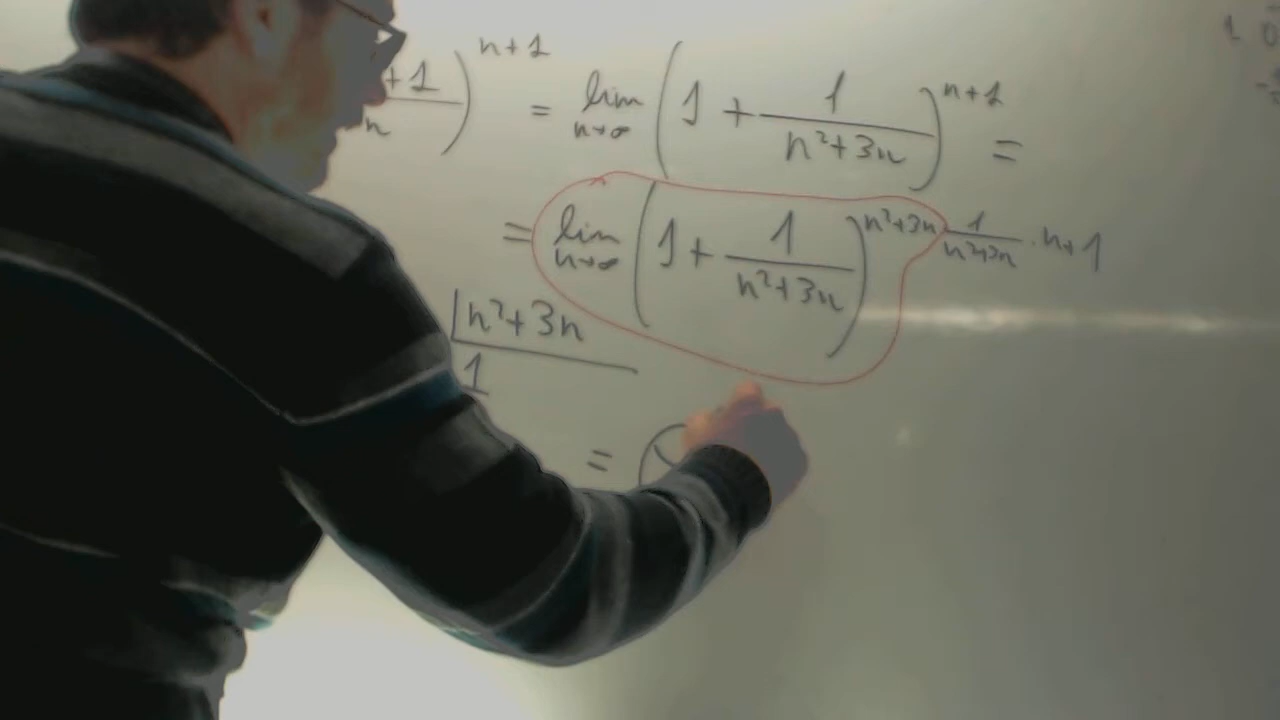 +1/n)^(n+1) = lim n→∞ (1 + 1/(n²+3n))^(n+1) =
= lim n→∞ (1 + 1/(n²+3n))^(n²+3n · 1/(n²+3n) · n+1)
|n²+3n
1
=